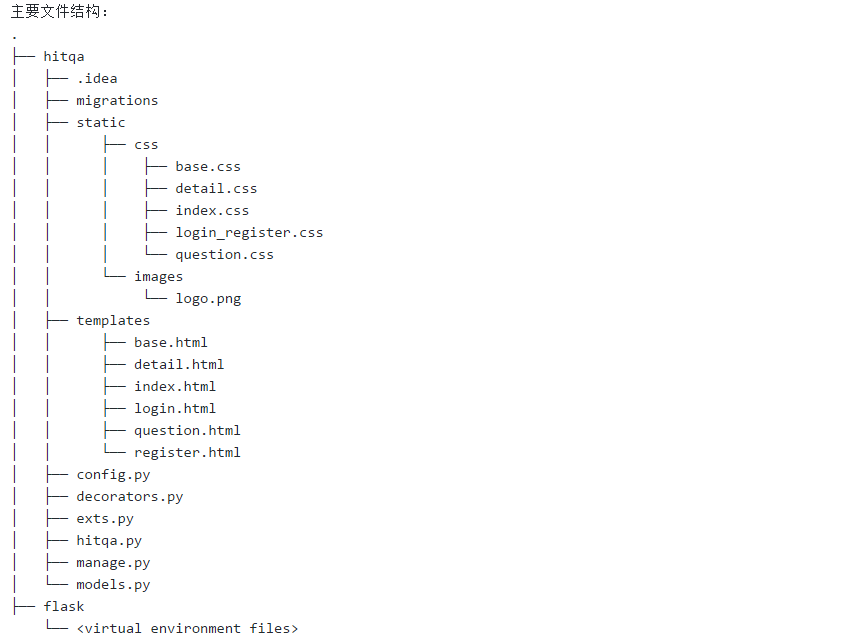 主要文件结构：
.
├── hitqa
│   ├── .idea
│   ├── migrations
│   ├── static
│   │      ├── css
│   │      │    ├── base.css
│   │      │    ├── detail.css
│   │      │    ├── index.css
│   │      │    ├── login_register.css
│   │      │    └── question.css
│   │      └── images
│   │           └── logo.png
│   ├── templates
│   │      ├── base.html
│   │      ├── detail.html
│   │      ├── index.html
│   │      ├── login.html
│   │      ├── question.html
│   │      └── register.html
│   ├── config.py
│   ├── decorators.py
│   ├── exts.py
│   ├── hitqa.py
│   ├── manage.py
│   └── models.py
├── flask
    └── <virtual environment files>